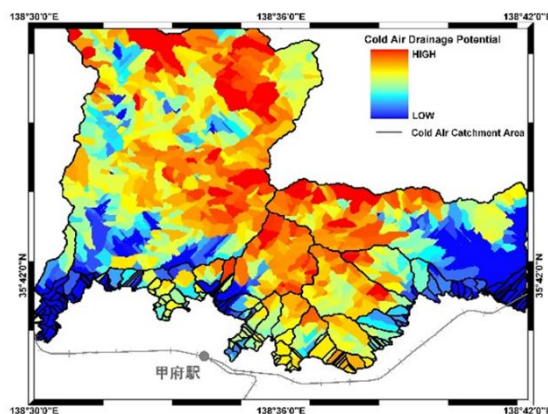 138°30'0"E
138°36'0"E
138°42'0"E
Cold Air Drainage Potential
HIGH
LOW
Cold Air Catchment Area
35°42'0"N
35°42'0"N
甲府駅
138°30'0"E
138°36'0"E
138°42'0"E